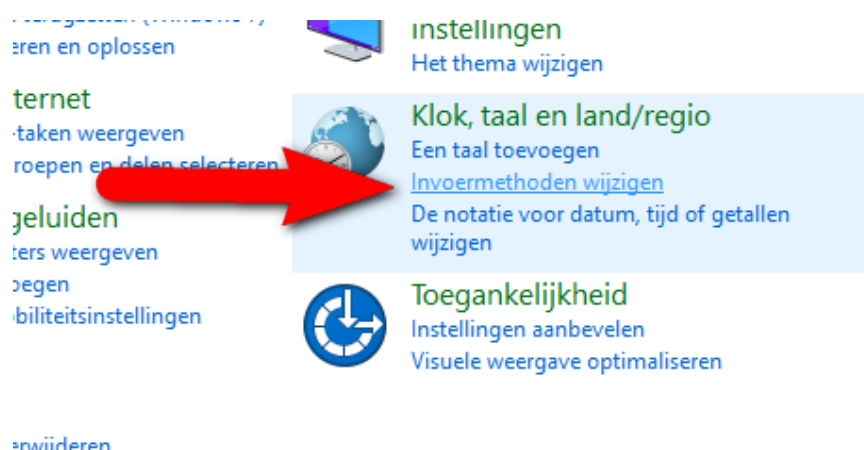 eren en oplossen
ternet
-taken weergeven
roepen en delen selecteren
geluiden
ters weergeven
oegen
biliteitsinstellingen
erwijderen
instellingen
Het thema wijzigen
Klok, taal en land/regio
Een taal toevoegen
Invoermethoden wijzigen
De notatie voor datum, tijd of getallen
wijzigen
Toegankelijkheid
Instellingen aanbevelen
Visuele weergave optimaliseren